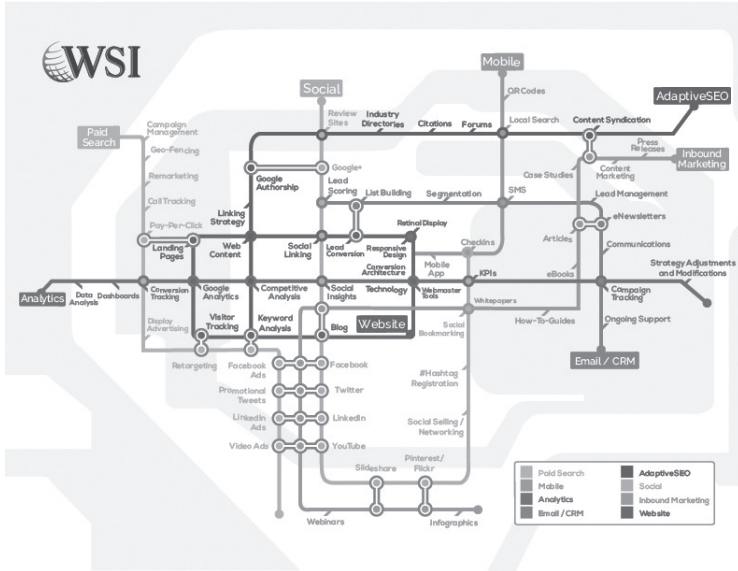 WSI
Mobile
Social
AdaptiveSEO
QR Codes
Paid
Search
Campaign
Management
Review
Sites
Industry
Directories
Citations
Forums
Local Search
Content Syndication
Press
Releases
Inbound
Marketing
Geo-Fencing
Google+
Google
Authorship
Case Studies
Content
Marketing
Remarketing
Lead
Scoring
List Building
Segmentation
SMS
Lead Management
Call Tracking
Linking
Strategy
eNewsletters
Pay-Per-Click
Retinal Display
Landing
Pages
Web
Content
Social
Linking
Lead
Conversion
Responsive
Design
Checkins
Articles
Communications
Mobile
App
Conversion
Architecture
KPIs
eBooks
Strategy Adjustments
and Modifications
Analytics
Data
Analysis
Dashboards
Conversion
Tracking
Google
Analytics
Competitive
Analysis
Social
Insights
Technology
Webmaster
Tools
Campaign
Tracking
Whitepapers
Display
Advertising
Visitor
Tracking
Keyword
Analysis
Blog
Website
Social
Bookmarking
How-To-Guides
Ongoing Support
Retargeting
Facebook
Ads
Facebook
Email / CRM
#Hashtag
Registration
Promotional
Tweets
Twitter
LinkedIn
Ads
LinkedIn
Social Selling /
Networking
Video Ads
YouTube
Slideshare
Pinterest/
Flickr
Webinars
Infographics
Paid Search
Mobile
Analytics
Email / CRM
AdaptiveSEO
Social
Inbound Marketing
Website